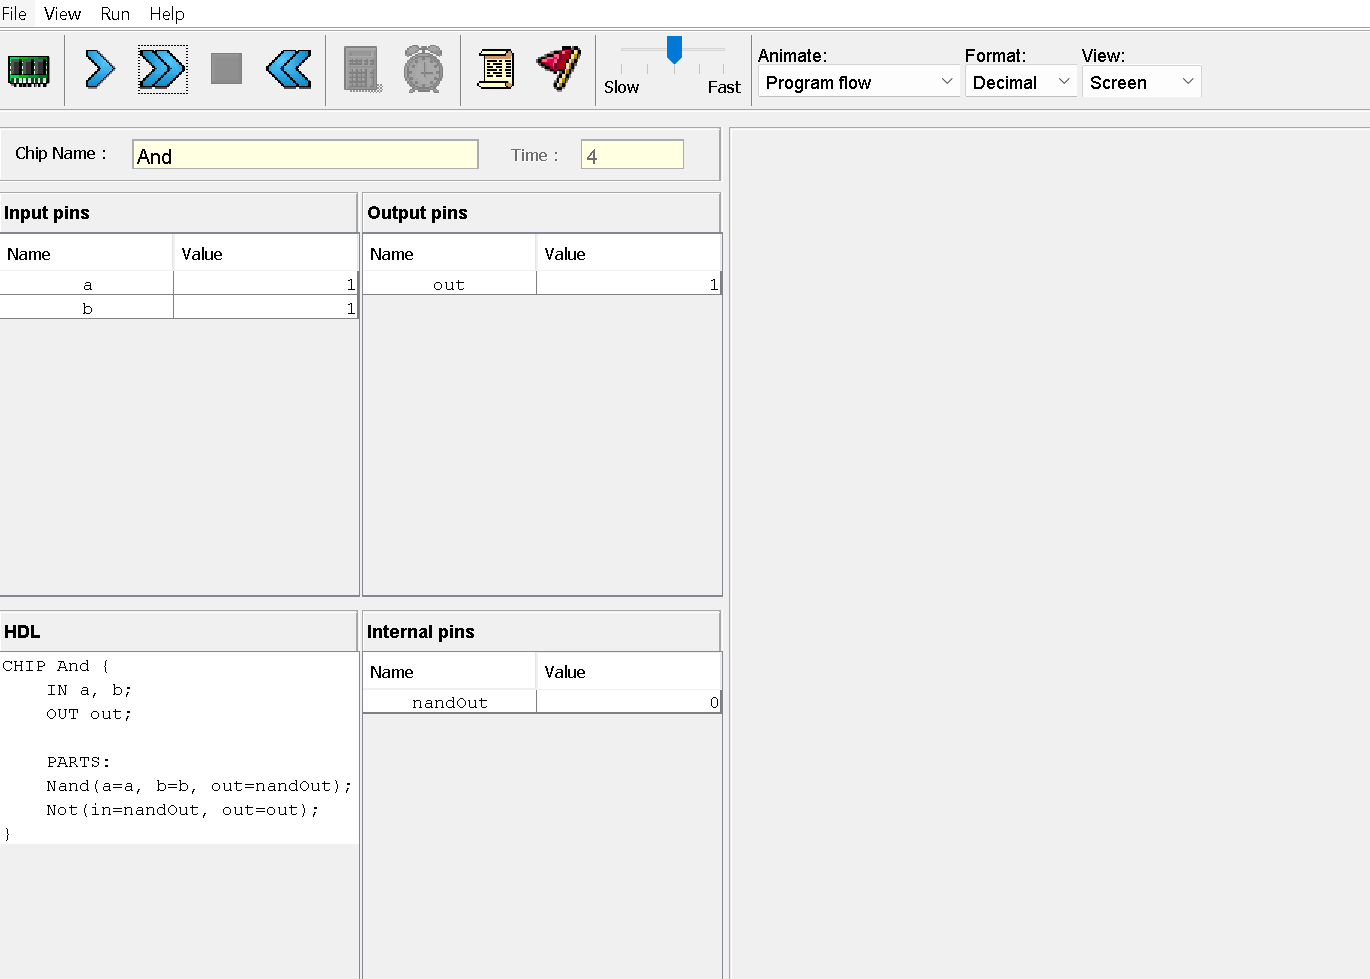 File View Run Help
Slow Fast
Animate: Format: View:
Program flow Decimal Screen
Chip Name : And Time : 4
Input pins
Name Value
a 1
b 1
Output pins
Name Value
out 1
HDL
CHIP And {
    IN a, b;
    OUT out;

    PARTS:
    Nand(a=a, b=b, out=nandOut);
    Not(in=nandOut, out=out);
}
Internal pins
Name Value
nandOut 0